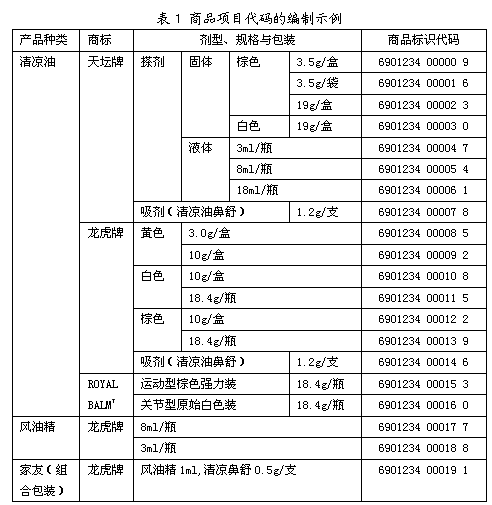 表1 商品项目代码的编制示例
产品种类 商标 剂型、规格与包装 商品标识代码
清凉油 天坛牌 搽剂 固体 棕色 3.5g/盒 6901234 00000 9
3.5g/袋 6901234 00001 6
19g/盒 6901234 00002 3
白色 19g/盒 6901234 00003 0
液体 3ml/瓶 6901234 00004 7
8ml/瓶 6901234 00005 4
18ml/瓶 6901234 00006 1
吸剂(清凉油鼻舒) 1.2g/支 6901234 00007 8
龙虎牌 黄色 3.0g/盒 6901234 00008 5
10g/盒 6901234 00009 2
白色 10g/盒 6901234 00010 8
18.4g/瓶 6901234 00011 5
棕色 10g/盒 6901234 00012 2
18.4g/瓶 6901234 00013 9
吸剂(清凉油鼻舒) 1.2g/支 6901234 00014 6
ROYAL 运动型棕色强力装 18.4g/瓶 6901234 00015 3
BALM 关节型原始白色装 18.4g/瓶 6901234 00016 0
风油精 龙虎牌 8ml/瓶 6901234 00017 7
3ml/瓶 6901234 00018 8
家友(组 龙虎牌 风油精1ml,清凉鼻舒0.5g/支 6901234 00019 1
合包装)